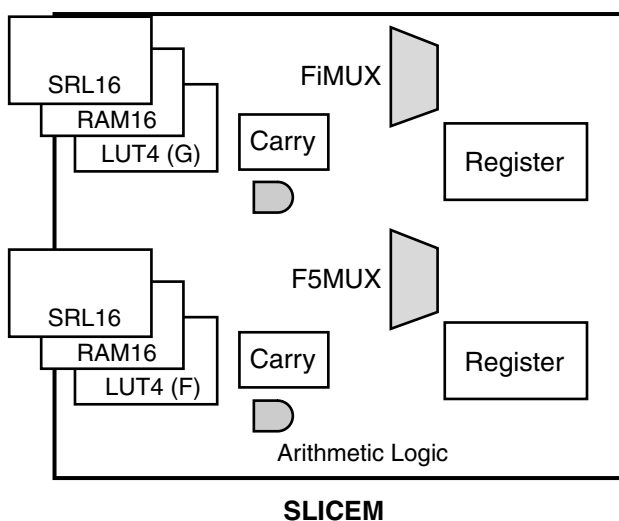 SRL16
RAM16
LUT4 (G)
Carry
FiMUX
Register
SRL16
RAM16
LUT4 (F)
Carry
F5MUX
Register
Arithmetic Logic
SLICEM